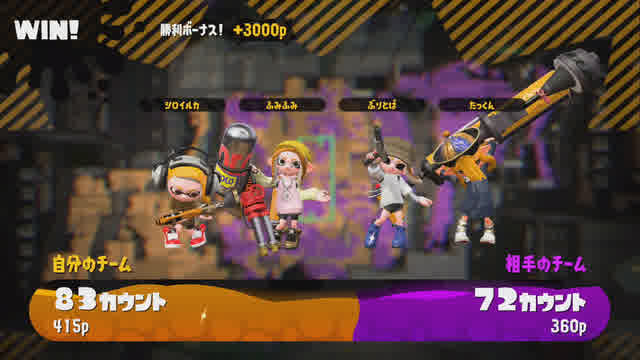 WIN!
勝利ボーナス! +3000p
シロイルカ
ふみふみ
ぷりとば
たっくん
自分のチーム
相手のチーム
83カウント
72カウント
415p
360p